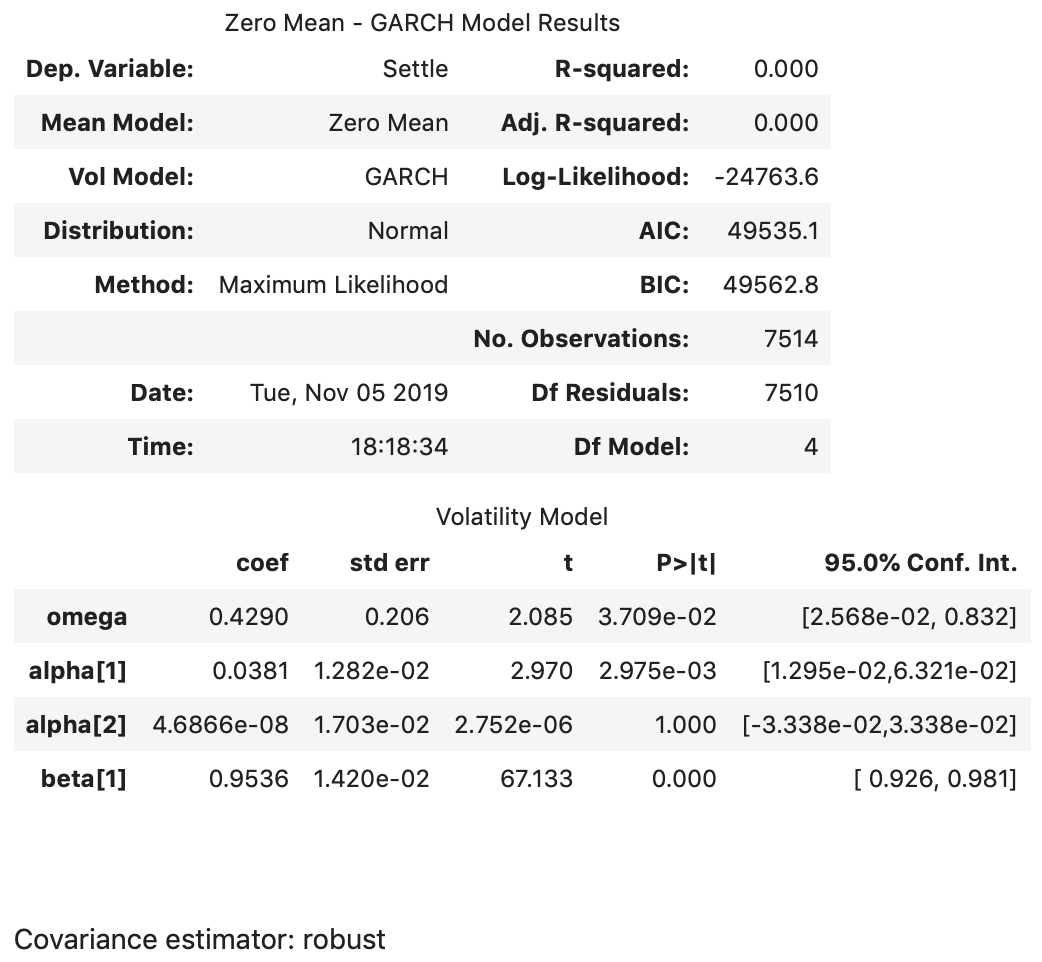 Zero Mean - GARCH Model Results
Dep. Variable: Settle R-squared: 0.000
Mean Model: Zero Mean Adj. R-squared: 0.000
Vol Model: GARCH Log-Likelihood: -24763.6
Distribution: Normal AIC: 49535.1
Method: Maximum Likelihood BIC: 49562.8
No. Observations: 7514
Date: Tue, Nov 05 2019 Df Residuals: 7510
Time: 18:18:34 Df Model: 4
Volatility Model
coef std err t P>|t| 95.0% Conf. Int.
omega 0.4290 0.206 2.085 3.709e-02 [2.568e-02, 0.832]
alpha[1] 0.0381 1.282e-02 2.970 2.975e-03 [1.295e-02,6.321e-02]
alpha[2] 4.6866e-08 1.703e-02 2.752e-06 1.000 [-3.338e-02,3.338e-02]
beta[1] 0.9536 1.420e-02 67.133 0.000 [ 0.926, 0.981]
Covariance estimator: robust